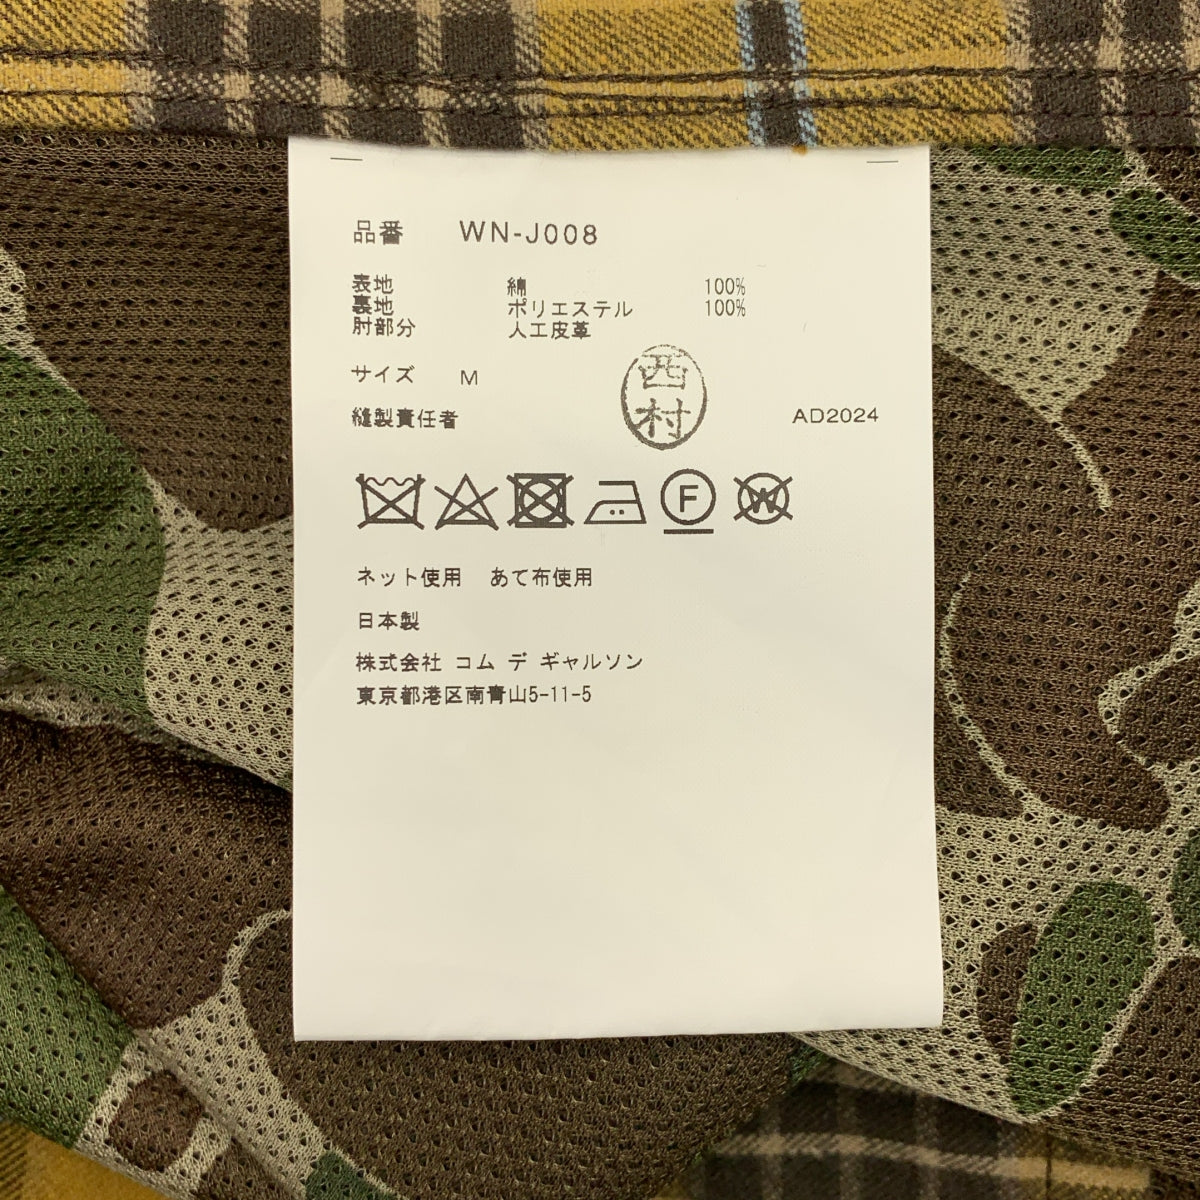 品番 WN-J008
表地 綿 100%
裏地 ポリエステル 100%
肘部分 人工皮革
サイズ M
西村
縫製責任者 AD2024
F W
ネット使用 あて布使用
日本製
株式会社 コム デ ギャルソン
東京都港区南青山5-11-5